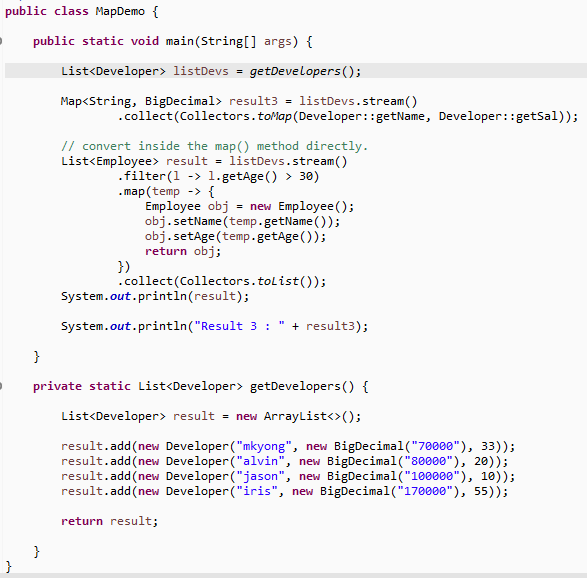 public class MapDemo {
public static void main(String[] args) {
List<Developer> listDevs = getDevelopers();
Map<String, BigDecimal> result3 = listDevs.stream()
.collect(Collectors.toMap(Developer::getName, Developer::getSal));
// convert inside the map() method directly.
List<Employee> result = listDevs.stream()
.filter(l -> l.getAge() > 30)
.map(temp -> {
Employee obj = new Employee();
obj.setName(temp.getName());
obj.setAge(temp.getAge());
return obj;
})
.collect(Collectors.toList());
System.out.println(result);
System.out.println("Result 3 : " + result3);
}
private static List<Developer> getDevelopers() {
List<Developer> result = new ArrayList<>();
result.add(new Developer("mkyong", new BigDecimal("70000"), 33));
result.add(new Developer("alvin", new BigDecimal("80000"), 20));
result.add(new Developer("jason", new BigDecimal("100000"), 10));
result.add(new Developer("iris", new BigDecimal("170000"), 55));
return result;
}
}